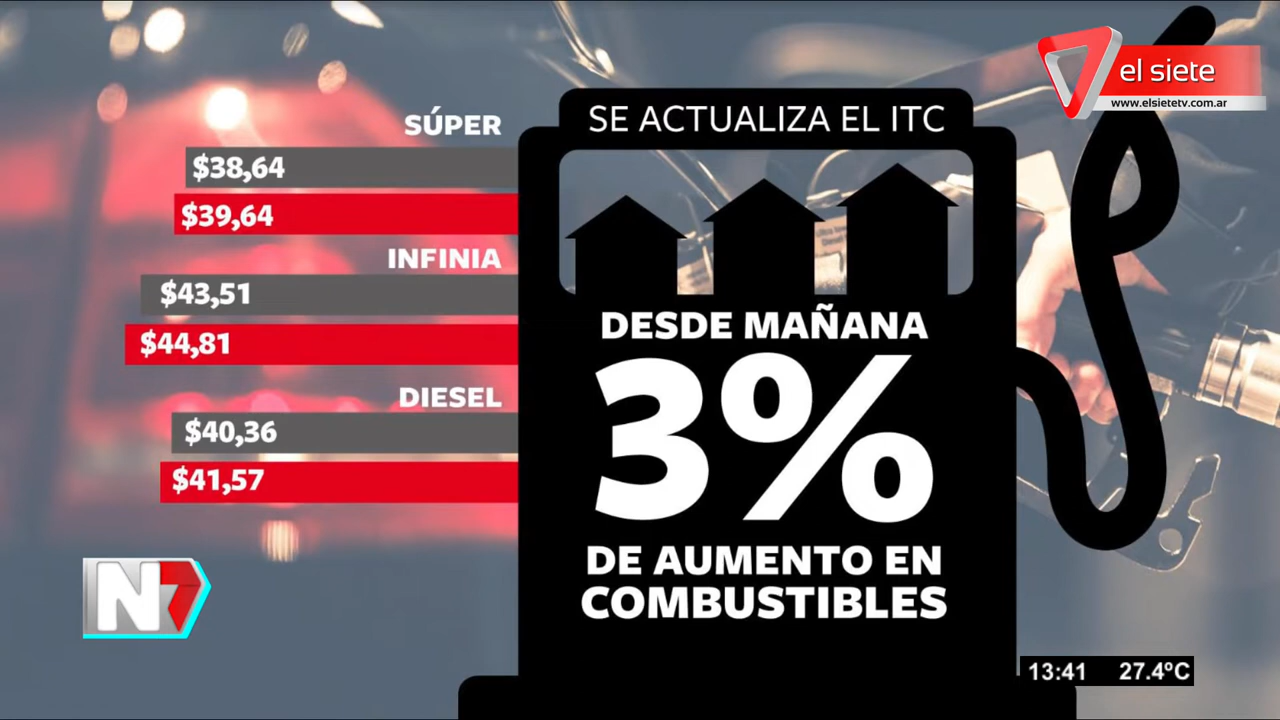 el siete
www.elsietetv.com.ar
SE ACTUALIZA EL ITC
SÚPER
$38,64
$39,64
INFINIA
$43,51
$44,81
DIESEL
$40,36
$41,57
DESDE MAÑANA
3%
DE AUMENTO EN
COMBUSTIBLES
N7
13:41 27.4ºC